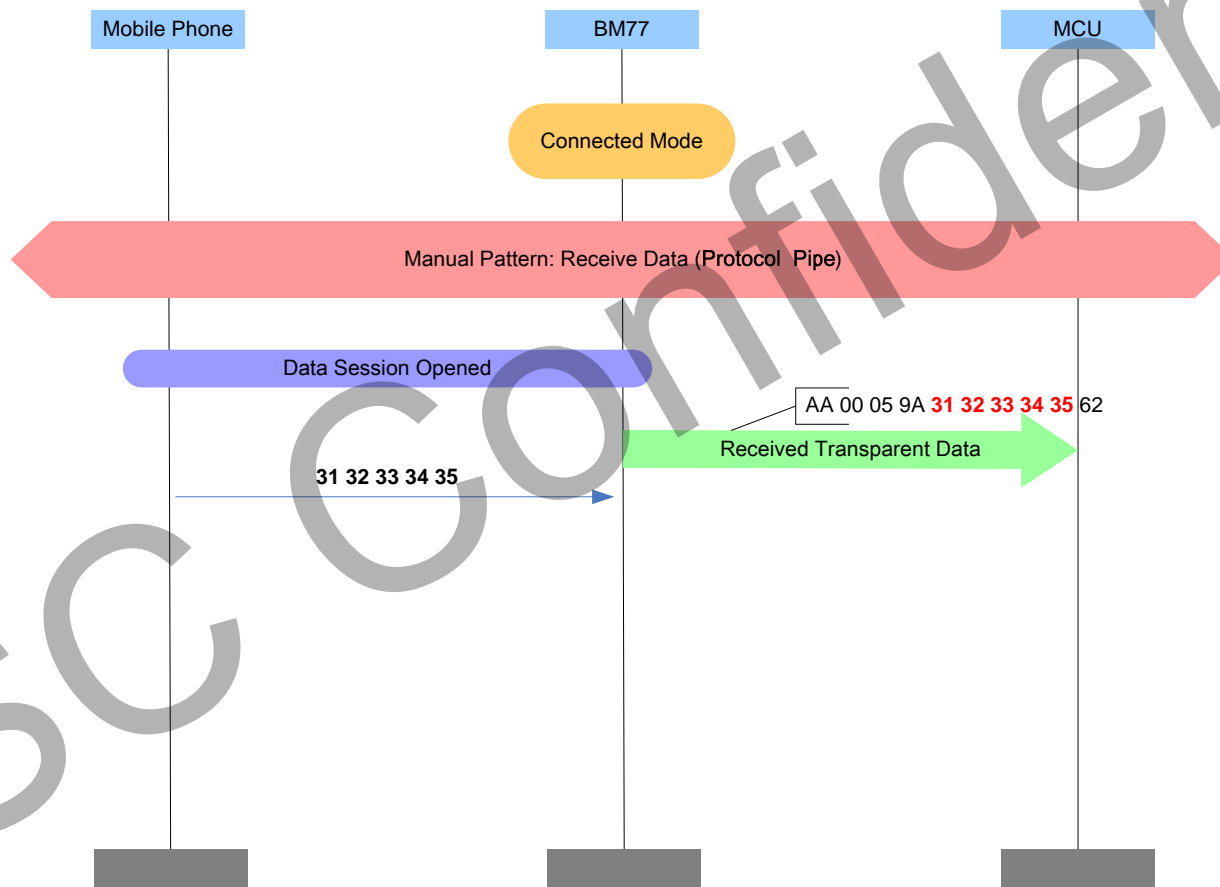 Mobile Phone
BM77
MCU
Connected Mode
Manual Pattern: Receive Data (Protocol Pipe)
Data Session Opened
AA 00 05 9A 31 32 33 34 35 62
Received Transparent Data
31 32 33 34 35
SC Confiden